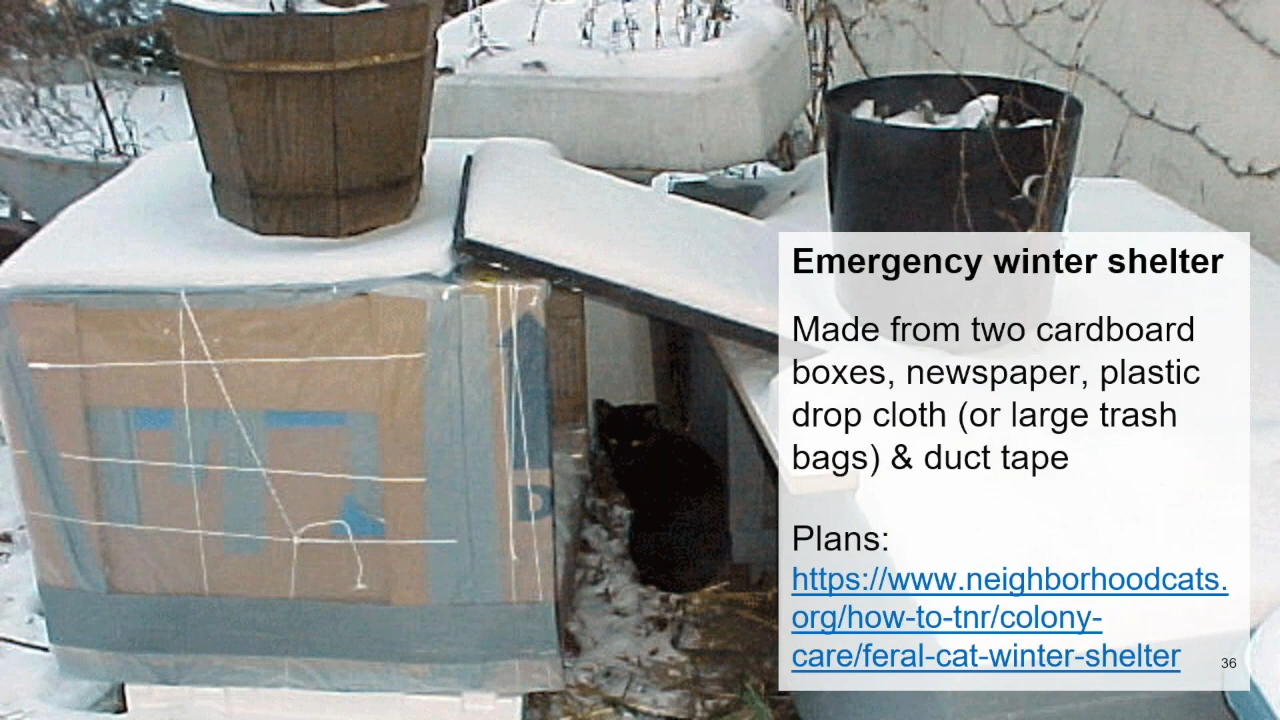 Emergency winter shelter
Made from two cardboard
boxes, newspaper, plastic
drop cloth (or large trash
bags) & duct tape
Plans:
https://www.neighborhoodcats.
org/how-to-tnr/colony-
care/feral-cat-winter-shelter
36